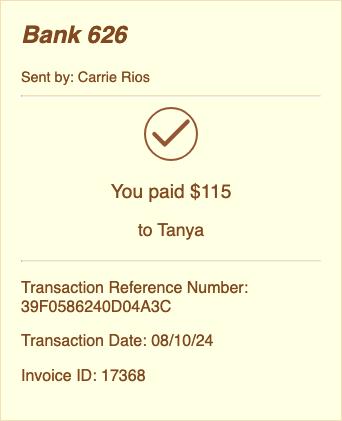 Bank 626
Sent by: Carrie Rios
You paid $115
to Tanya
Transaction Reference Number:
39F0586240D04A3C
Transaction Date: 08/10/24
Invoice ID: 17368